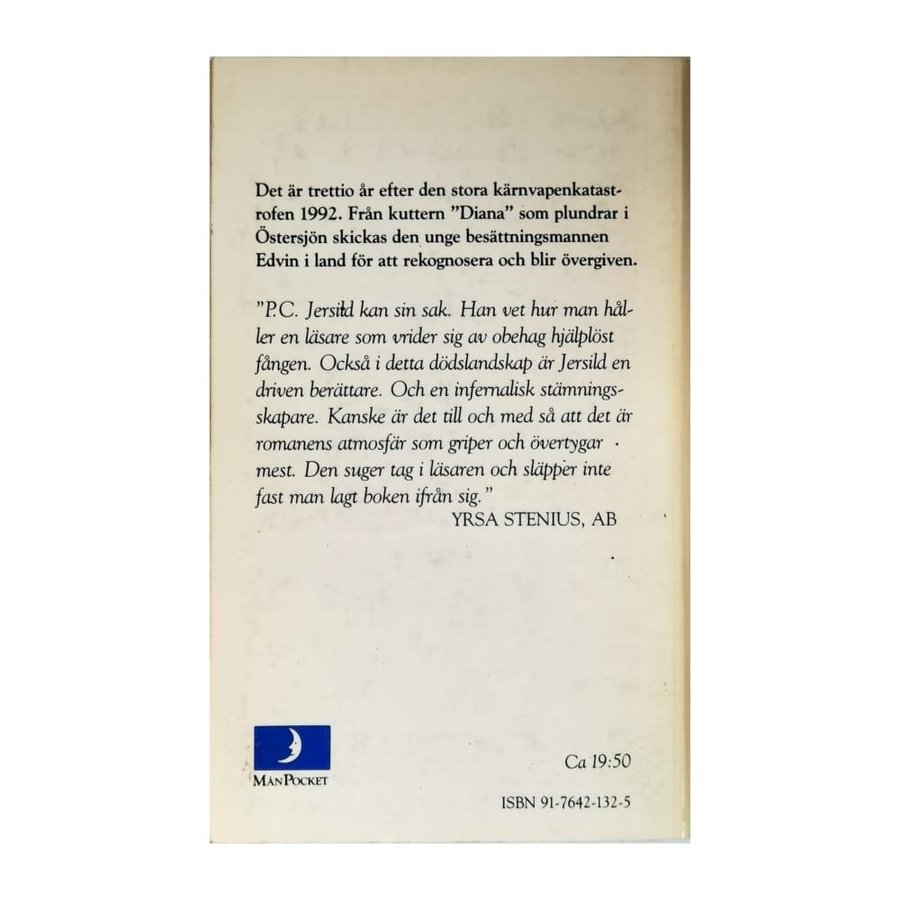 Det är trettio år efter den stora kärnvapenkatast-
rofen 1992. Från kuttern ”Diana” som plundrar i
Östersjön skickas den unge besättningsmannen
Edvin i land för att rekognosera och blir övergiven.
”P.C. Jersild kan sin sak. Han vet hur man hål-
ler en läsare som vrider sig av obehag hjälplöst
fången. Också i detta dödslandskap är Jersild en
driven berättare. Och en infernalisk stämnings-
skapare. Kanske är det till och med så att det är
romanens atmosfär som griper och övertygar
mest. Den suger tag i läsaren och släpper inte
fast man lagt boken ifrån sig.”
YRSA STENIUS, AB
MÅNPOCKET
Ca 19:50
ISBN 91-7642-132-5